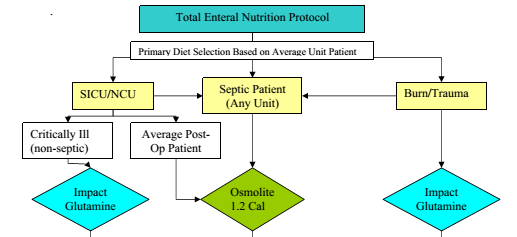 Total Enteral Nutrition Protocol
Primary Diet Selection Based on Average Unit Patient
SICU/NCU
Septic Patient
(Any Unit)
Burn/Trauma
Critically Ill
(non-septic)
Average Post-
Op Patient
Impact
Glutamine
Osmolite
1.2 Cal
Impact
Glutamine